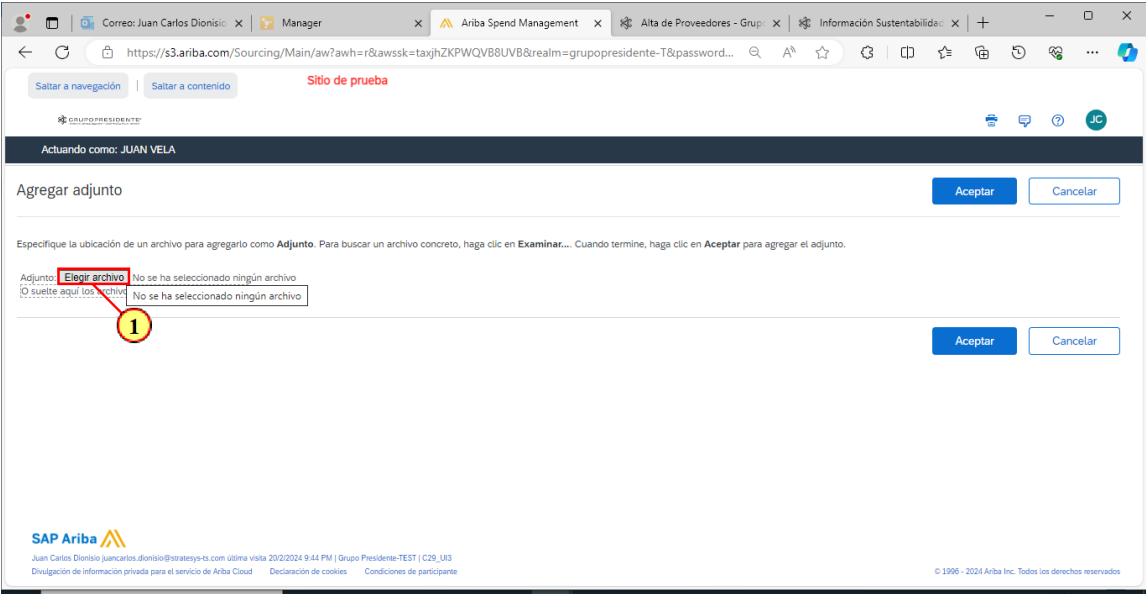 Correo: Juan Carlos Dionisio
Manager
Ariba Spend Management
Alta de Proveedores - Grup
Información Sustentabilidad
https://s3.ariba.com/Sourcing/Main/aw?awh=r&awssk=taxjhZKPWQVB8UVB&realm=grupopresidente-T&password...
Saltar a navegación
Saltar a contenido
Sitio de prueba
GRUPO PRESIDENTE
JC
Actuando como: JUAN VELA
Agregar adjunto
Aceptar
Cancelar
Especifique la ubicación de un archivo para agregarlo como Adjunto. Para buscar un archivo concreto, haga clic en Examinar.... Cuando termine, haga clic en Aceptar para agregar el adjunto.
Adjunto: Elegir archivo No se ha seleccionado ningún archivo
O suelte aquí los archivo
No se ha seleccionado ningún archivo
1
Aceptar
Cancelar
SAP Ariba
Juan Carlos Dionisio juancarlos.dionisio@stratesys-ts.com última visita 20/2/2024 9:44 PM | Grupo Presidente-TEST | C29_UI3
Divulgación de información privada para el servicio de Ariba Cloud Declaración de cookies Condiciones de participante
© 1996 - 2024 Ariba Inc. Todos los derechos reservados